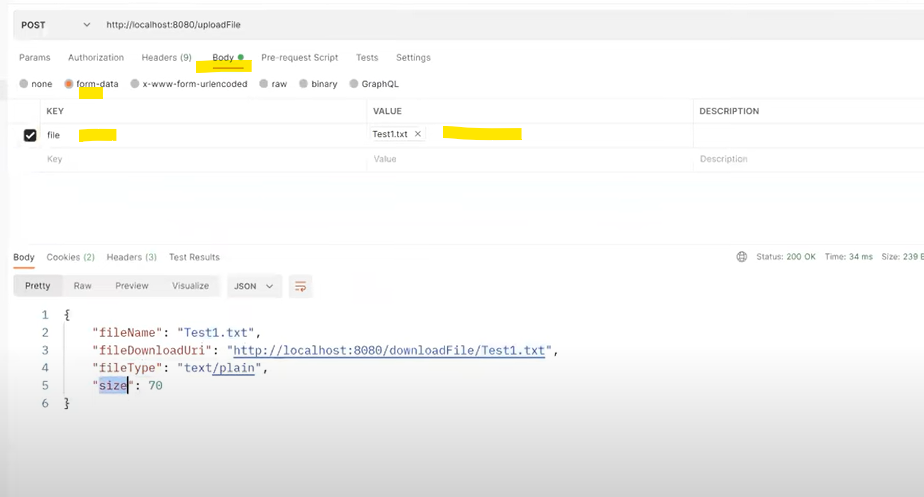 POST http://localhost:8080/uploadFile
Params Authorization Headers (9) Body Pre-request Script Tests Settings
none form-data x-www-form-urlencoded raw binary GraphQL
KEY VALUE DESCRIPTION
file Test1.txt ×
Key Value Description
Body Cookies (2) Headers (3) Test Results Status: 200 OK Time: 34 ms Size: 239 B
Pretty Raw Preview Visualize JSON
1 {
2 "fileName": "Test1.txt",
3 "fileDownloadUri": "http://localhost:8080/downloadFile/Test1.txt",
4 "fileType": "text/plain",
5 "size": 70
6 }